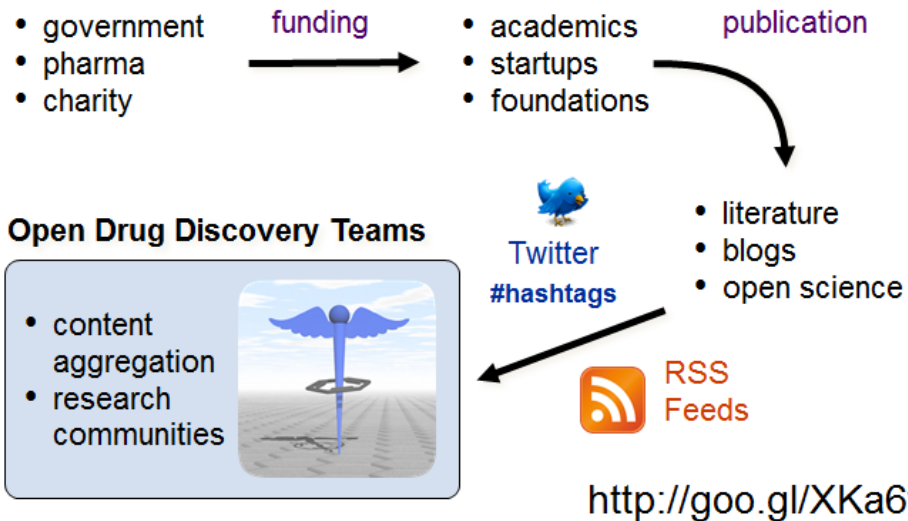 • government
• pharma
• charity
funding
• academics
• startups
• foundations
publication
• literature
• blogs
• open science
Twitter
#hashtags
RSS
Feeds
Open Drug Discovery Teams
• content
aggregation
• research
communities
http://goo.gl/XKa6